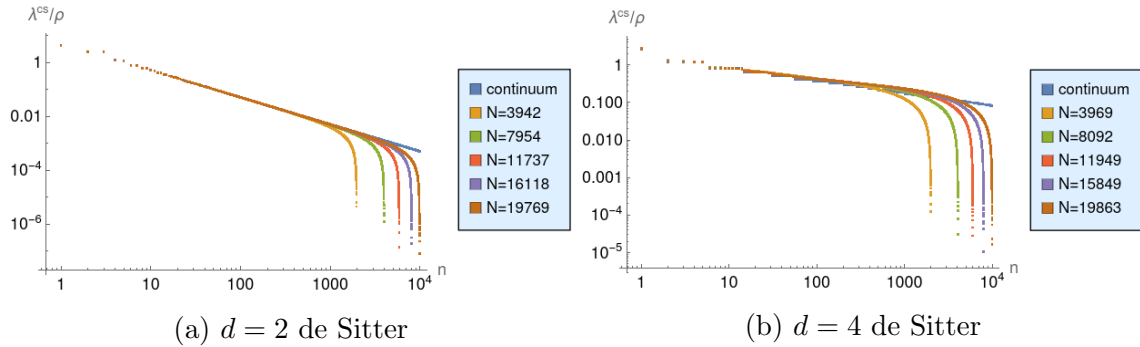 λ^cs/ρ
1
0.01
10^-4
10^-6
1
10
100
1000
10^4
n
continuum
N=3942
N=7954
N=11737
N=16118
N=19769
(a) d = 2 de Sitter
λ^cs/ρ
1
0.100
0.010
0.001
10^-4
10^-5
1
10
100
1000
10^4
n
continuum
N=3969
N=8092
N=11949
N=15849
N=19863
(b) d = 4 de Sitter